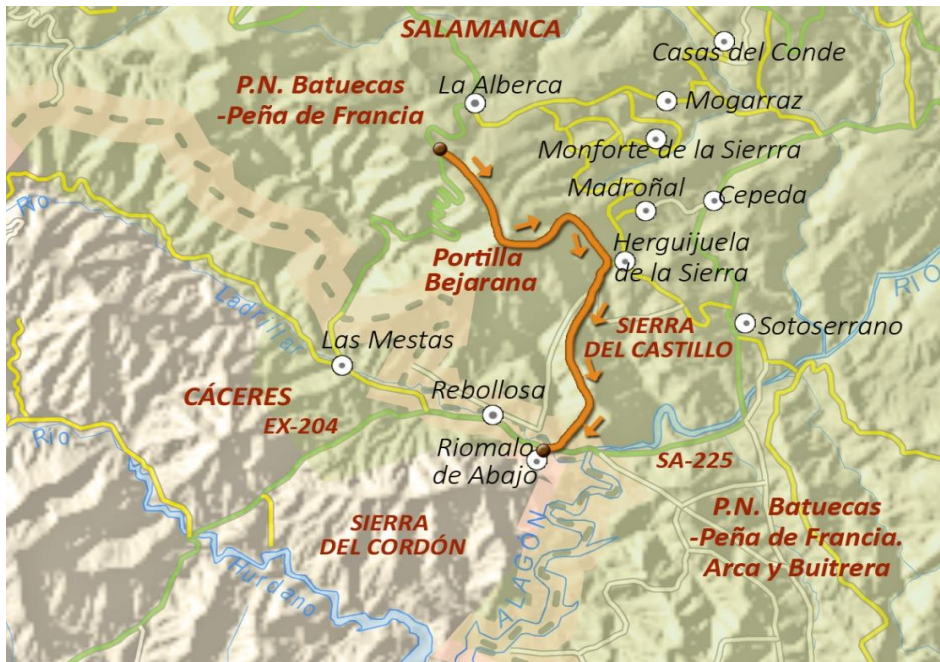 SALAMANCA
Casas del Conde
P.N. Batuecas
-Peña de Francia
La Alberca
Mogarraz
Monforte de la Sierrra
Madroñal
Cepeda
Herguijuela
de la Sierra
Portilla
Bejarana
Río
Ladrillar
RÍO
SIERRA
DEL CASTILLO
Sotoserrano
Las Mestas
CÁCERES
EX-204
Rebollosa
Río
Riomalo
de Abajo
SA-225
SIERRA
DEL CORDÓN
P.N. Batuecas
-Peña de Francia.
Arca y Buitrera
Hurdano
ALAGÓN